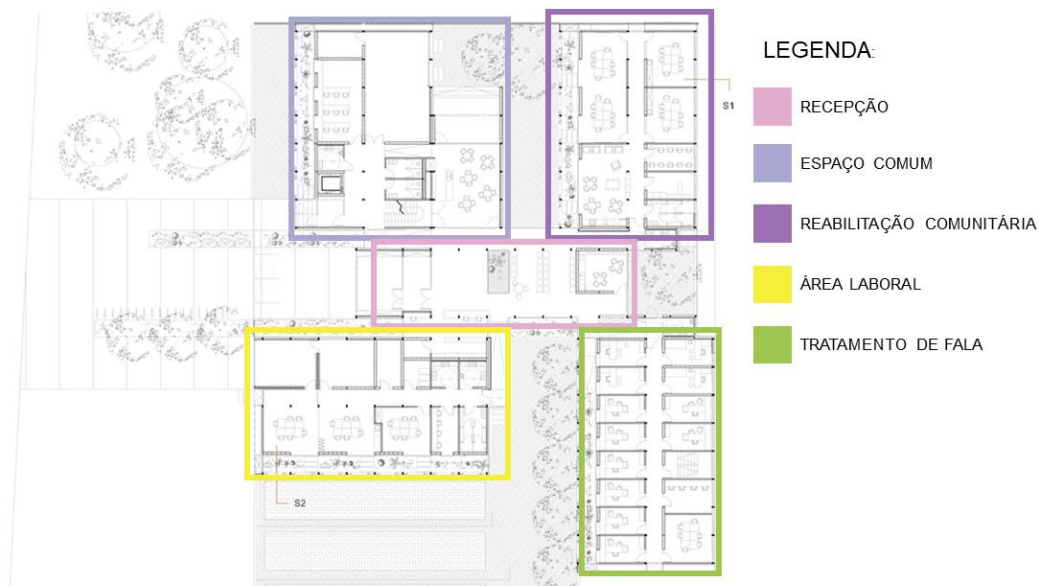 LEGENDA:
S1
RECEPÇÃO
ESPAÇO COMUM
REABILITAÇÃO COMUNITÁRIA
ÁREA LABORAL
TRATAMENTO DE FALA
S2